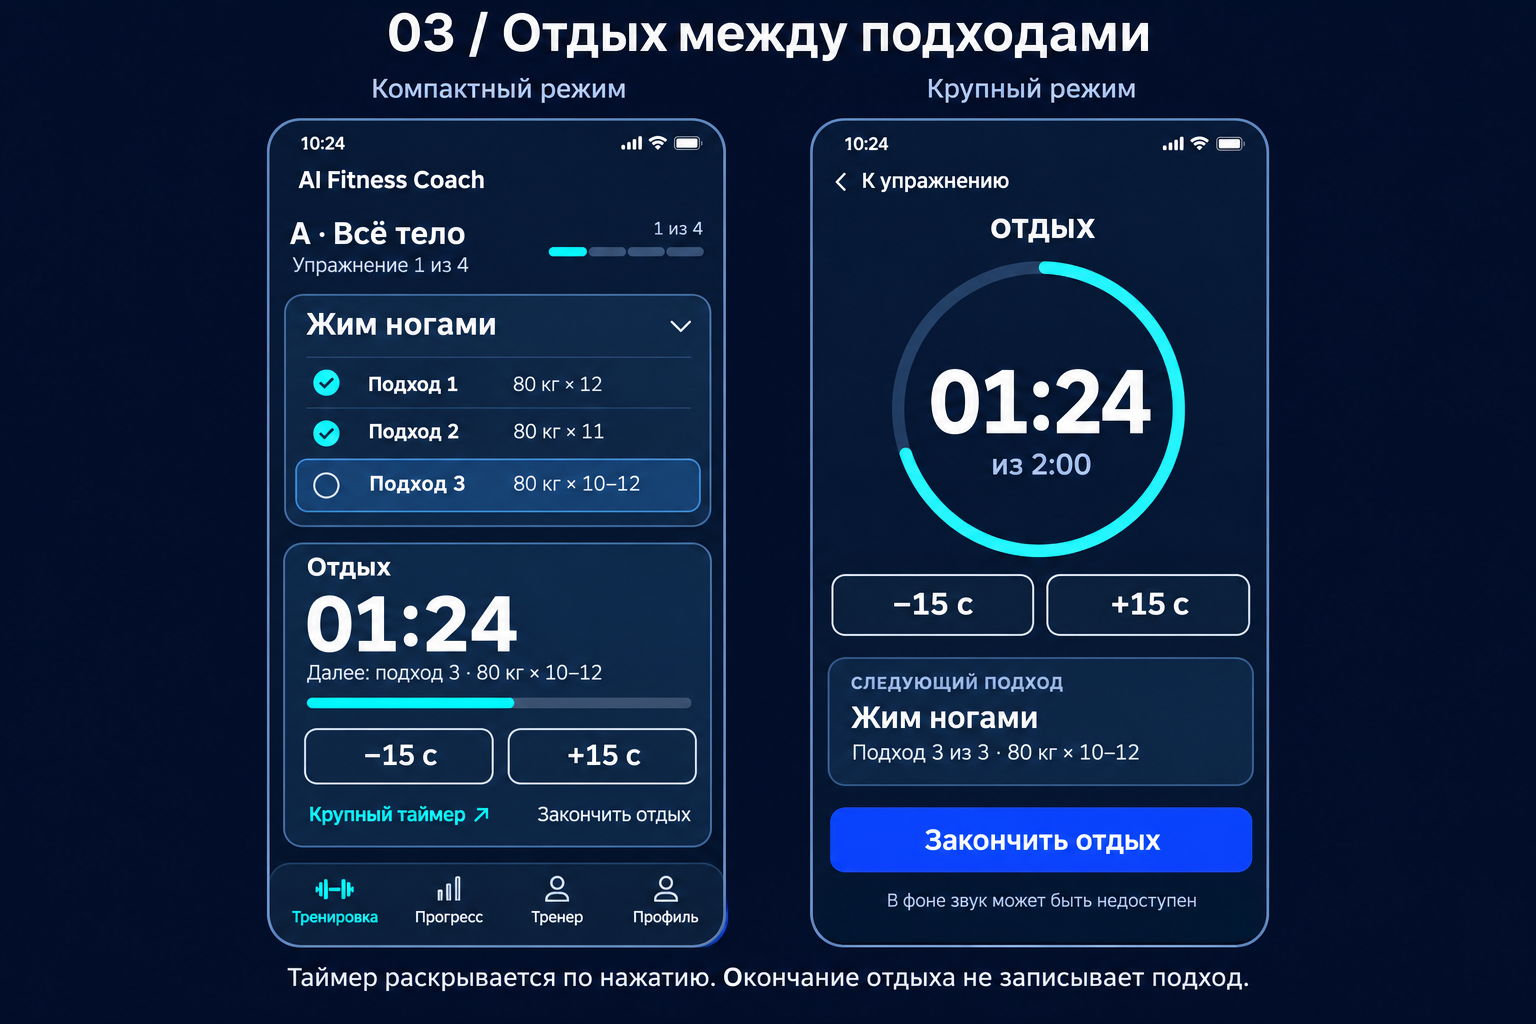 03 / Отдых между подходами
Компактный режим
10:24
AI Fitness Coach
А · Всё тело
1 из 4
Упражнение 1 из 4
Жим ногами
Подход 1 80 кг × 12
Подход 2 80 кг × 11
Подход 3 80 кг × 10–12
Отдых
01:24
Далее: подход 3 · 80 кг × 10–12
–15 с +15 с
Крупный таймер ↗ Закончить отдых
Тренировка Прогресс Тренер Профиль
Крупный режим
10:24
К упражнению
ОТДЫХ
01:24
из 2:00
–15 с +15 с
СЛЕДУЮЩИЙ ПОДХОД
Жим ногами
Подход 3 из 3 · 80 кг × 10–12
Закончить отдых
В фоне звук может быть недоступен
Таймер раскрывается по нажатию. Окончание отдыха не записывает подход.